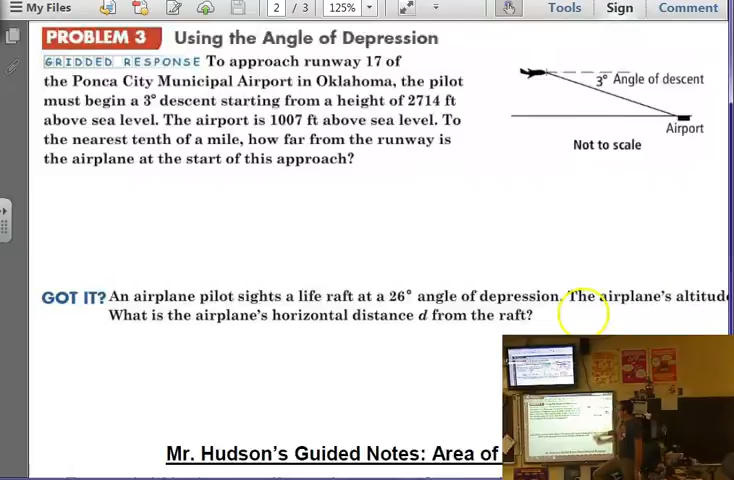 My Files
2 / 3
125%
Tools
Sign
Comment
PROBLEM 3 Using the Angle of Depression
GRIDDED RESPONSE To approach runway 17 of
the Ponca City Municipal Airport in Oklahoma, the pilot
must begin a 3° descent starting from a height of 2714 ft
above sea level. The airport is 1007 ft above sea level. To
the nearest tenth of a mile, how far from the runway is
the airplane at the start of this approach?
3° Angle of descent
Airport
Not to scale
GOT IT? An airplane pilot sights a life raft at a 26° angle of depression. The airplane's altitud
What is the airplane's horizontal distance d from the raft?
Mr. Hudson's Guided Notes: Area of